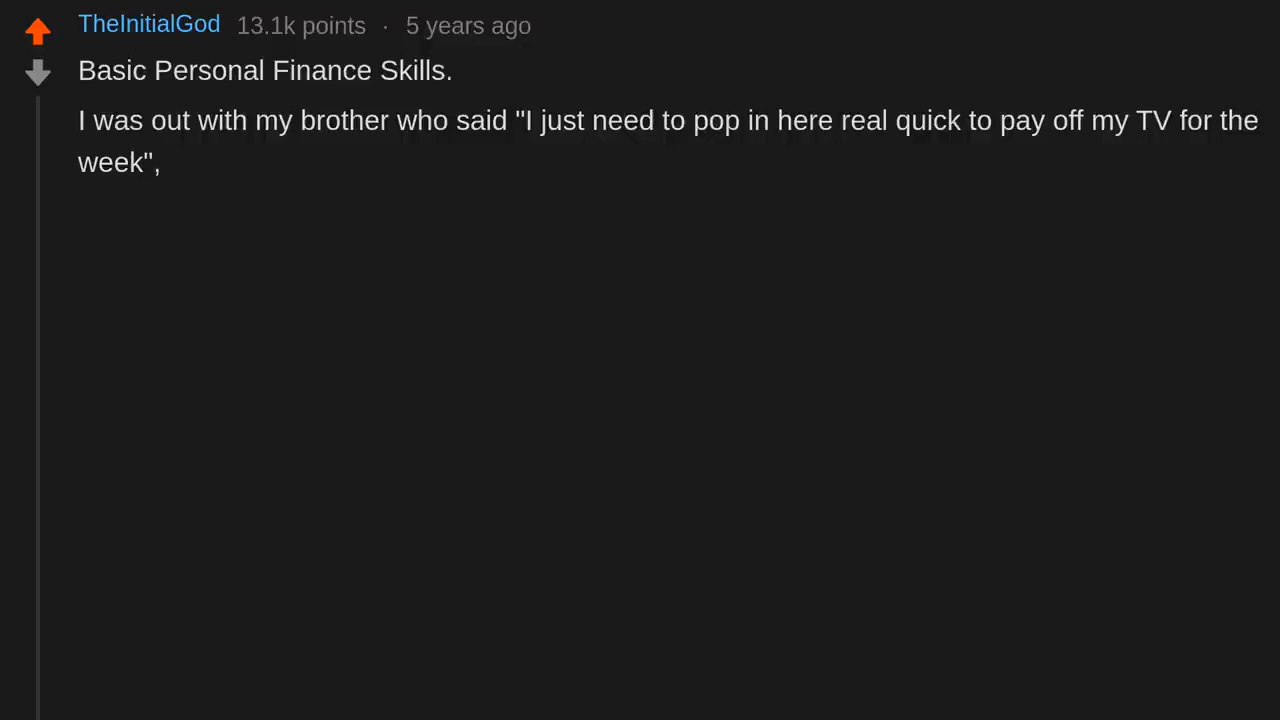 TheInitialGod 13.1k points · 5 years ago
Basic Personal Finance Skills.
I was out with my brother who said "I just need to pop in here real quick to pay off my TV for the
week",